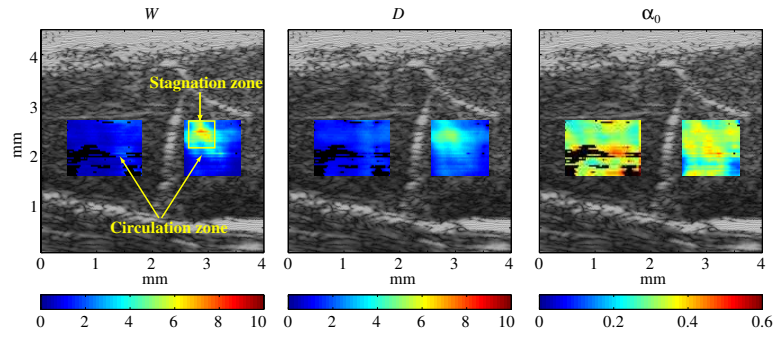 W
D
α0
4
3
2
1
mm
Stagnation zone
Circulation zone
0 1 2 3 4
mm
0 1 2 3 4
mm
0 1 2 3 4
mm
0 2 4 6 8 10
0 2 4 6 8 10
0 0.2 0.4 0.6